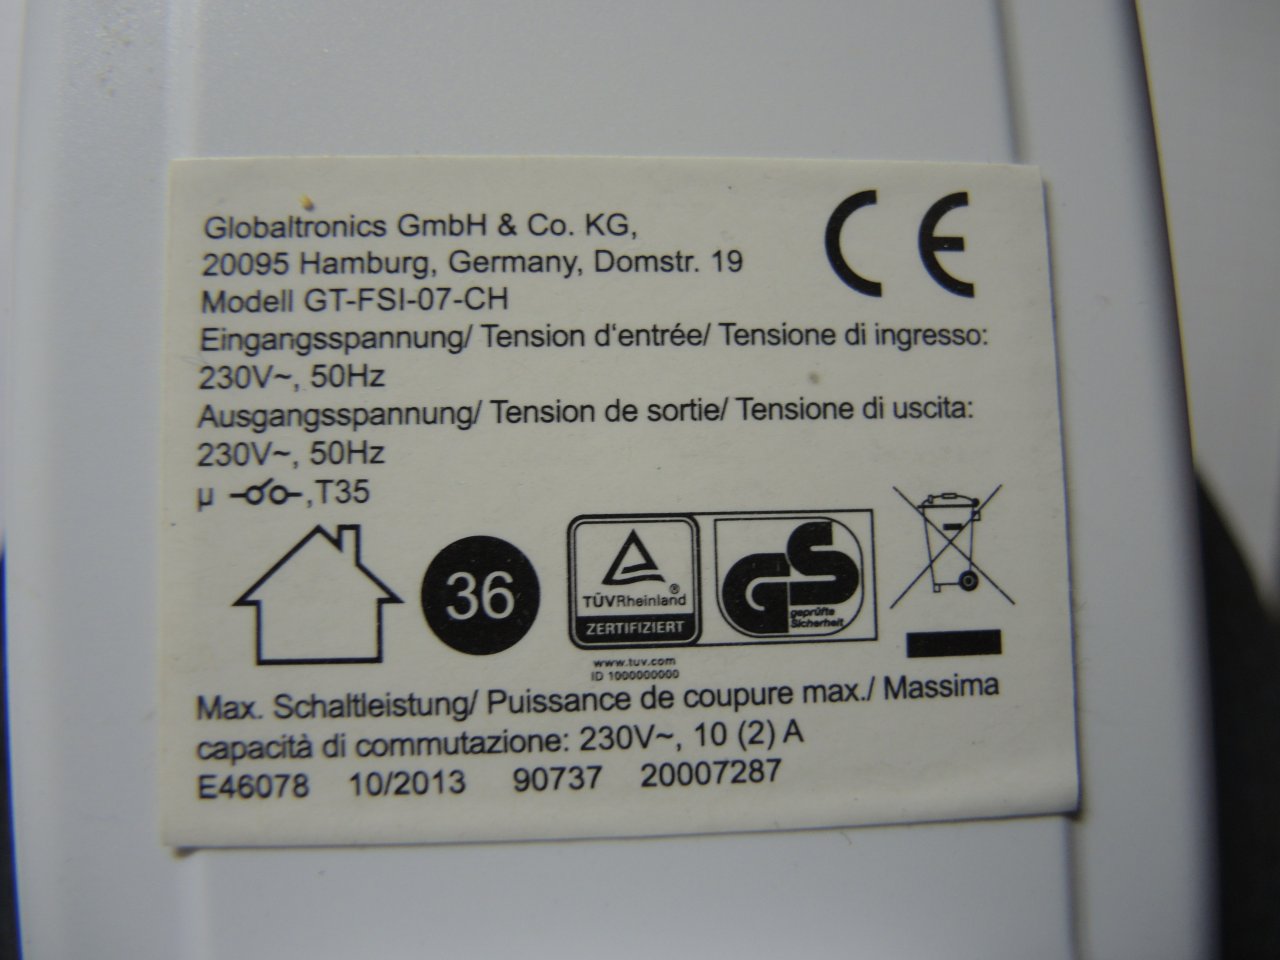 Globaltronics GmbH & Co. KG,
20095 Hamburg, Germany, Domstr. 19
Modell GT-FSI-07-CH
Eingangsspannung/ Tension d'entrée/ Tensione di ingresso:
230V~, 50Hz
Ausgangsspannung/ Tension de sortie/ Tensione di uscita:
230V~, 50Hz
µ ,T35
CE
36
TÜVRheinland®
ZERTIFIZIERT
GS
geprüfte
Sicherheit
www.tuv.com
ID 1000000000
Max. Schaltleistung/ Puissance de coupure max./ Massima
capacità di commutazione: 230V~, 10 (2) A
E46078 10/2013 90737 20007287